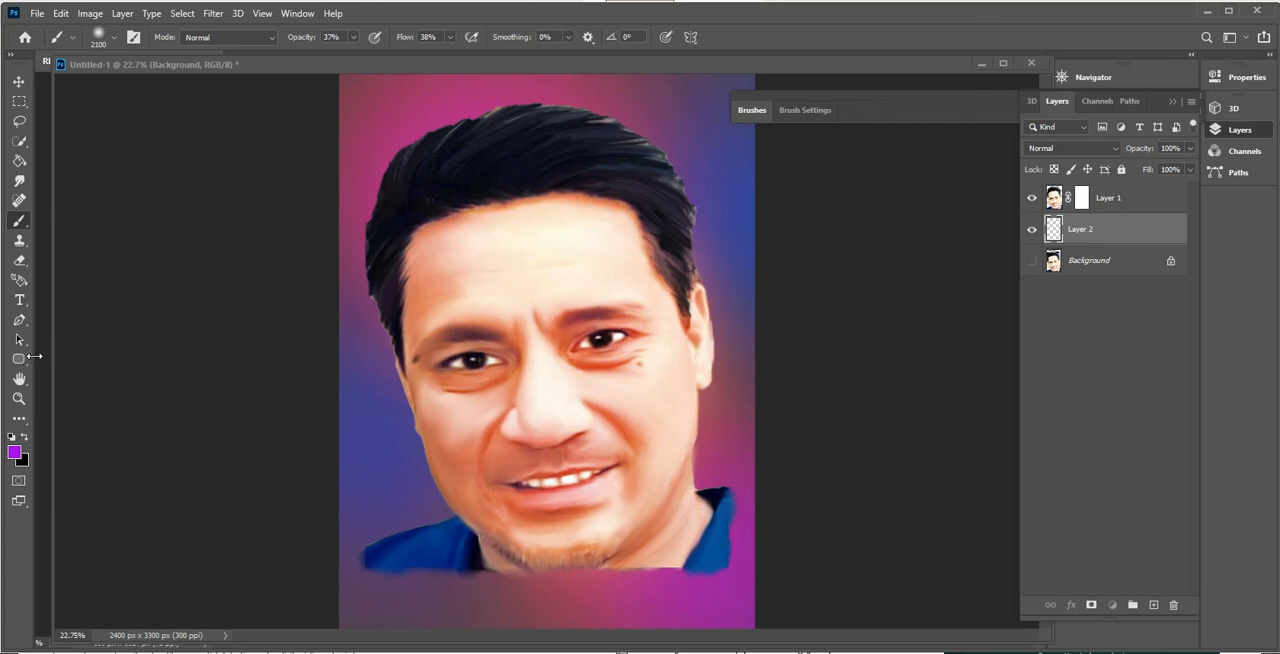 Ps File Edit Image Layer Type Select Filter 3D View Window Help
2100 Mode: Normal Opacity: 37% Flow: 38% Smoothing: 0% 0°
Untitled-1 @ 22.7% (Background, RGB/8) *
Navigator
Properties
Brushes Brush Settings
3D Layers Channels Paths
3D
Kind
Layers
Normal Opacity: 100%
Channels
Lock: Fill: 100%
Paths
Layer 1
Layer 2
Background
22.75% 2400 px x 3300 px (300 ppi)